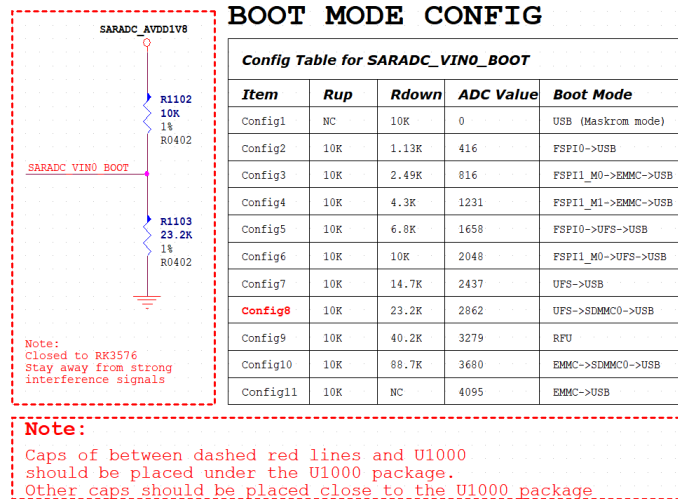 BOOT MODE CONFIG
SARADC_AVDD1V8
R1102
10K
1%
R0402
SARADC_VIN0_BOOT
R1103
23.2K
1%
R0402
Note:
Closed to RK3576
Stay away from strong
interference signals
Config Table for SARADC_VIN0_BOOT
Item Rup Rdown ADC Value Boot Mode
Config1 NC 10K 0 USB (Maskrom mode)
Config2 10K 1.13K 416 FSPI0->USB
Config3 10K 2.49K 816 FSPI1_M0->EMMC->USB
Config4 10K 4.3K 1231 FSPI1_M1->EMMC->USB
Config5 10K 6.8K 1658 FSPI0->UFS->USB
Config6 10K 10K 2048 FSPI1_M0->UFS->USB
Config7 10K 14.7K 2437 UFS->USB
Config8 10K 23.2K 2862 UFS->SDMMC0->USB
Config9 10K 40.2K 3279 RFU
Config10 10K 88.7K 3680 EMMC->SDMMC0->USB
Config11 10K NC 4095 EMMC->USB
Note:
Caps of between dashed red lines and U1000
should be placed under the U1000 package.
Other caps should be placed close to the U1000 package